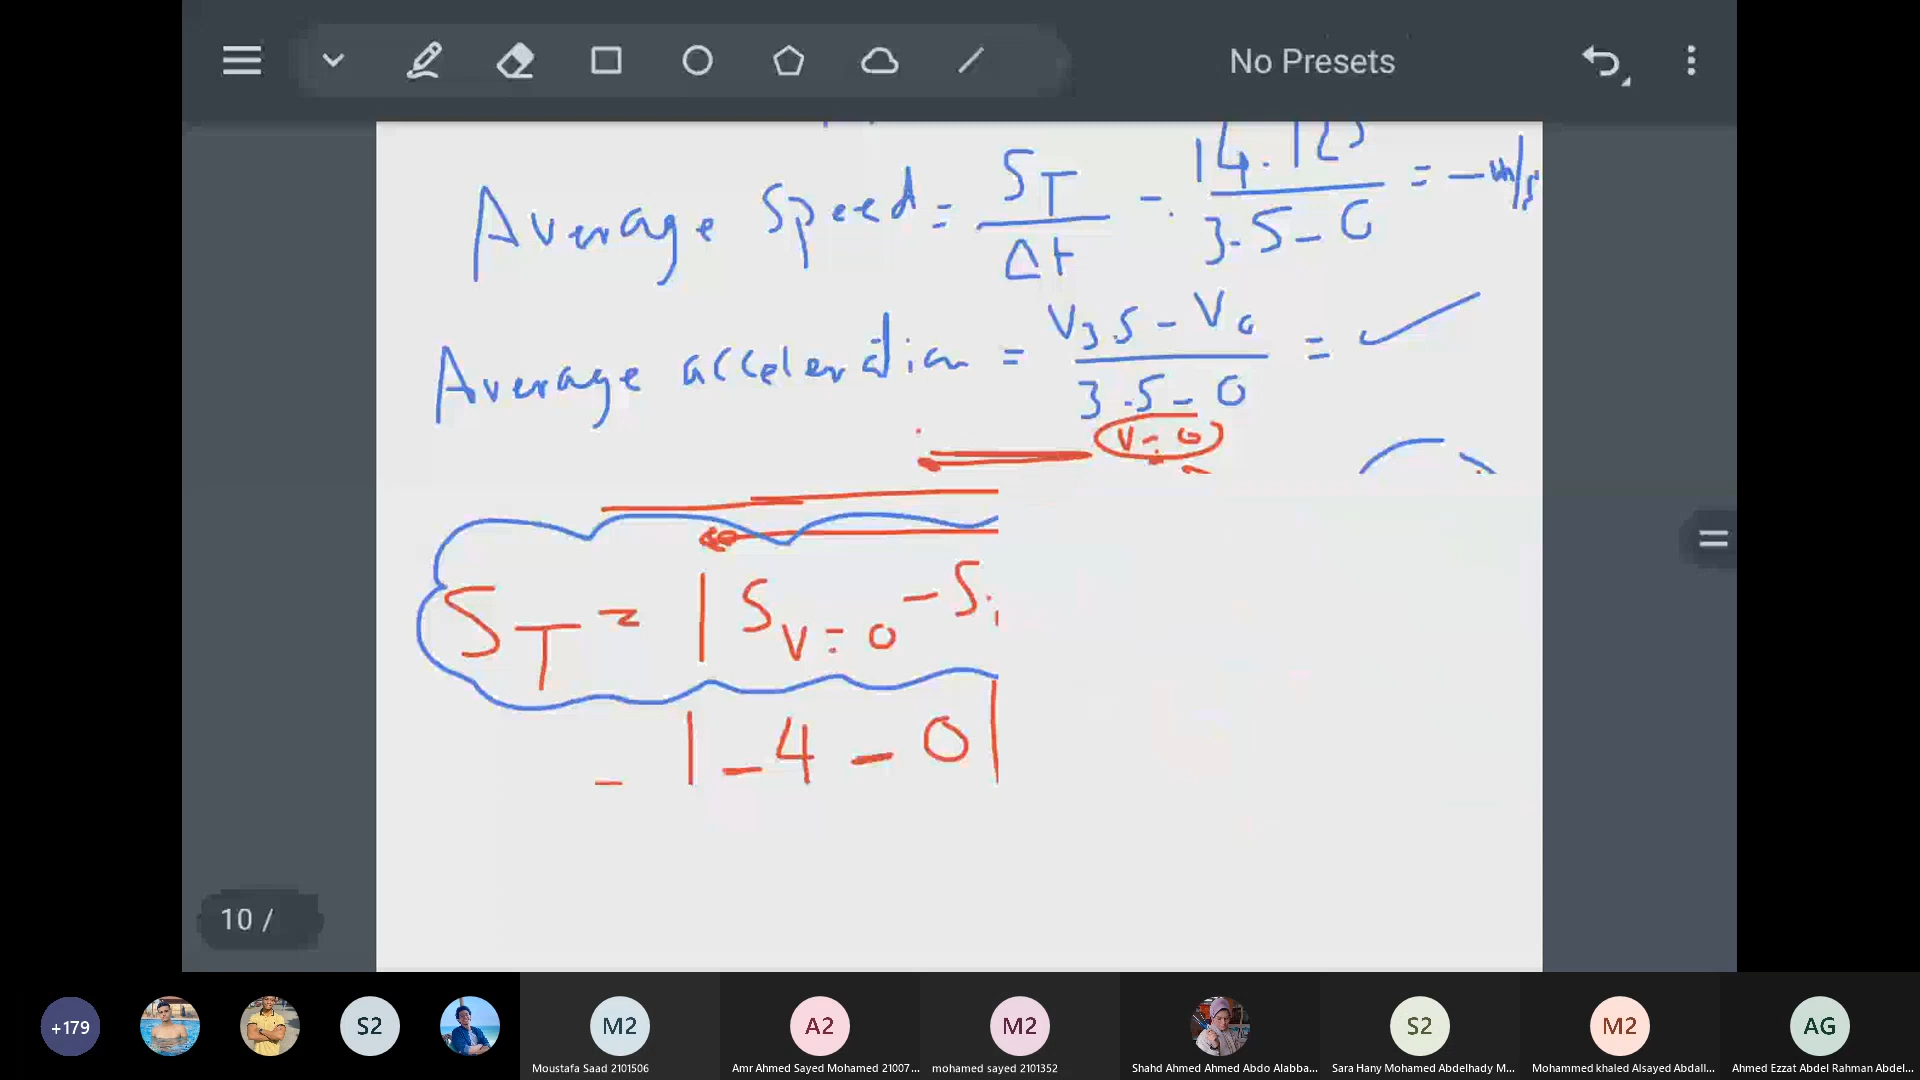 No Presets
Average Speed = S_T / Δt = 14.125 / 3.5 - 0 = - m/s
Average acceleration = V3.5 - V0 / 3.5 - 0 = ✓
V = 0
S_T = | S_V=0 - S
| -4 - 0 |
10 /
+179
S2
M2
A2
M2
S2
M2
AG
Moustafa Saad 2101506
Amr Ahmed Sayed Mohamed 21007...
mohamed sayed 2101352
Shahd Ahmed Ahmed Abdo Alabba...
Sara Hany Mohamed Abdelhady M...
Mohammed khaled Alsayed Abdall...
Ahmed Ezzat Abdel Rahman Abdel...